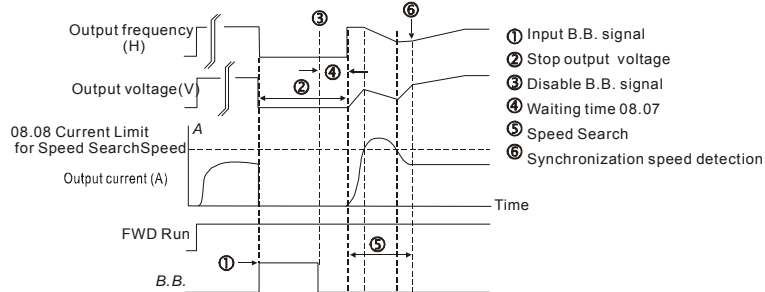 Output frequency
(H)
Output voltage(V)
08.08 Current Limit
for Speed SearchSpeed
A
Output current (A)
Time
FWD Run
B.B.
③
⑥
④
②
⑤
①
① Input B.B. signal
② Stop output voltage
③ Disable B.B. signal
④ Waiting time 08.07
⑤ Speed Search
⑥ Synchronization speed detection